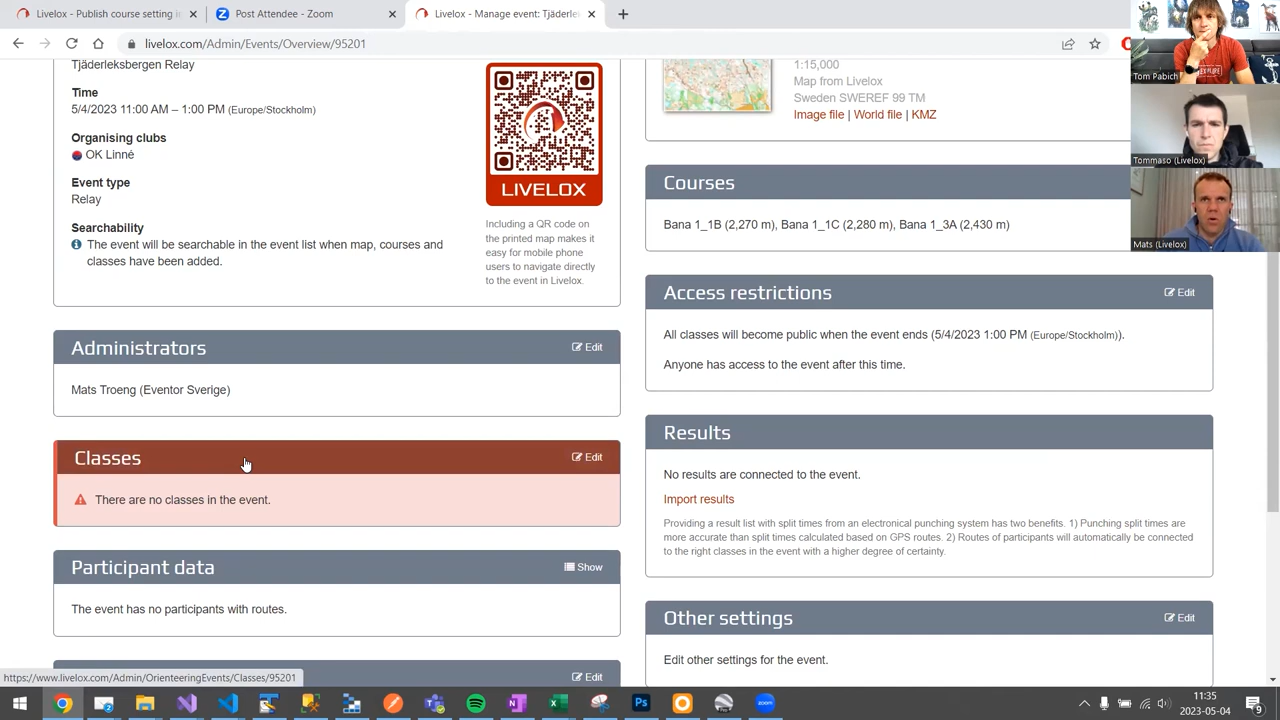 Livelox - Publish course setting i
Post Attendee - Zoom
Livelox - Manage event: Tjäderlek
livelox.com/Admin/Events/Overview/95201
Tjäderleksbergen Relay
Time
5/4/2023 11:00 AM – 1:00 PM (Europe/Stockholm)
Organising clubs
OK Linné
Event type
Relay
Searchability
The event will be searchable in the event list when map, courses and
classes have been added.
LIVELOX
Including a QR code on
the printed map makes it
easy for mobile phone
users to navigate directly
to the event in Livelox.
Administrators
Edit
Mats Troeng (Eventor Sverige)
Classes
Edit
There are no classes in the event.
Participant data
Show
The event has no participants with routes.
Edit
https://www.livelox.com/Admin/OrienteeringEvents/Classes/95201
1:15,000
Map from Livelox
Sweden SWEREF 99 TM
Image file | World file | KMZ
Courses
Bana 1_1B (2,270 m), Bana 1_1C (2,280 m), Bana 1_3A (2,430 m)
Access restrictions
Edit
All classes will become public when the event ends (5/4/2023 1:00 PM (Europe/Stockholm)).
Anyone has access to the event after this time.
Results
No results are connected to the event.
Import results
Providing a result list with split times from an electronical punching system has two benefits. 1) Punching split times are
more accurate than split times calculated based on GPS routes. 2) Routes of participants will automatically be connected
to the right classes in the event with a higher degree of certainty.
Other settings
Edit
Edit other settings for the event.
Tom Pabich
EXPLORE
Tommaso (Livelox)
Mats (Livelox)
11:35
2023-05-04
9